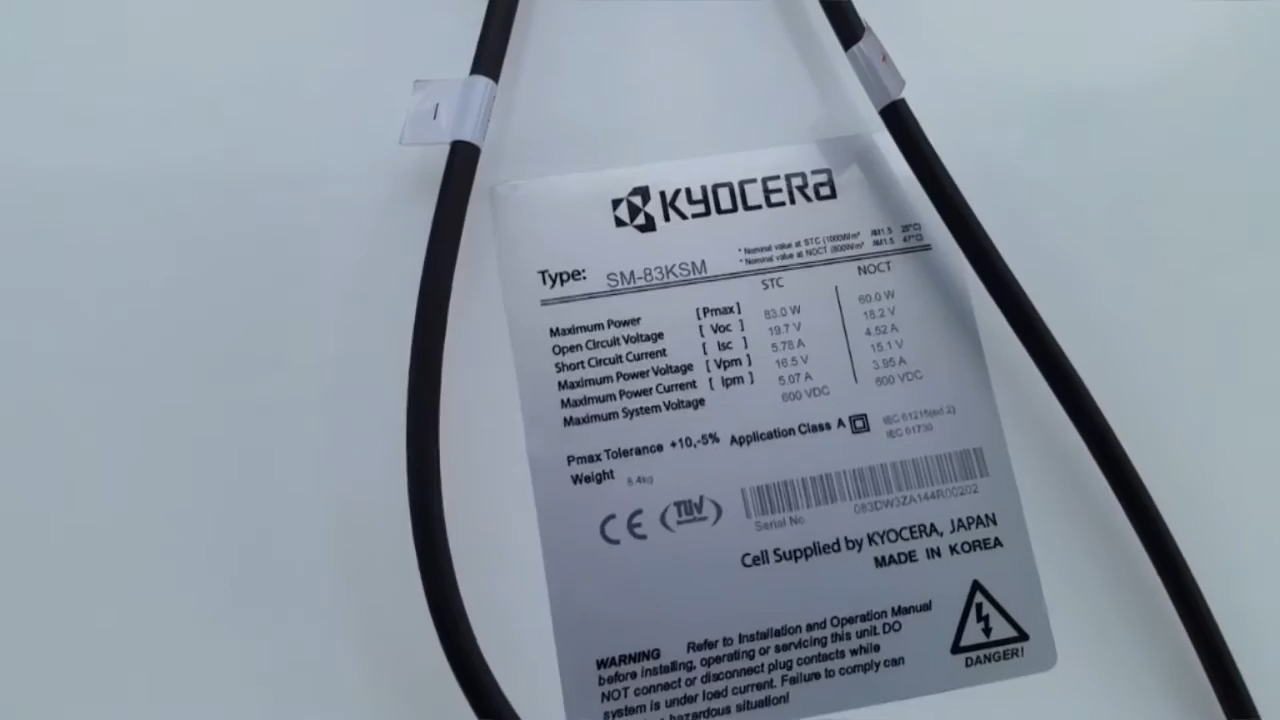 KYOCERA
* Nominal value at STC (1000W/m² AM1.5 25°C)
* Nominal value at NOCT (800W/m² AM1.5 47°C)
Type: SM-83KSM
STC NOCT
Maximum Power [ Pmax ] 83.0 W 60.0 W
Open Circuit Voltage [ Voc ] 19.7 V 18.2 V
Short Circuit Current [ Isc ] 5.78 A 4.52 A
Maximum Power Voltage [ Vpm ] 16.5 V 15.1 V
Maximum Power Current [ Ipm ] 5.07 A 3.95 A
Maximum System Voltage 600 VDC 600 VDC
Pmax Tolerance +10,-5% Application Class A IEC 61215(ed.2)
IEC 61730
Weight
CE TÜV
Serial No 083DW3ZA144R00202
Cell Supplied by KYOCERA, JAPAN
MADE IN KOREA
WARNING Refer to Installation and Operation Manual
before installing, operating or servicing this unit. DO
NOT connect or disconnect plug contacts while
system is under load current. Failure to comply can
hazardous situation!
DANGER!